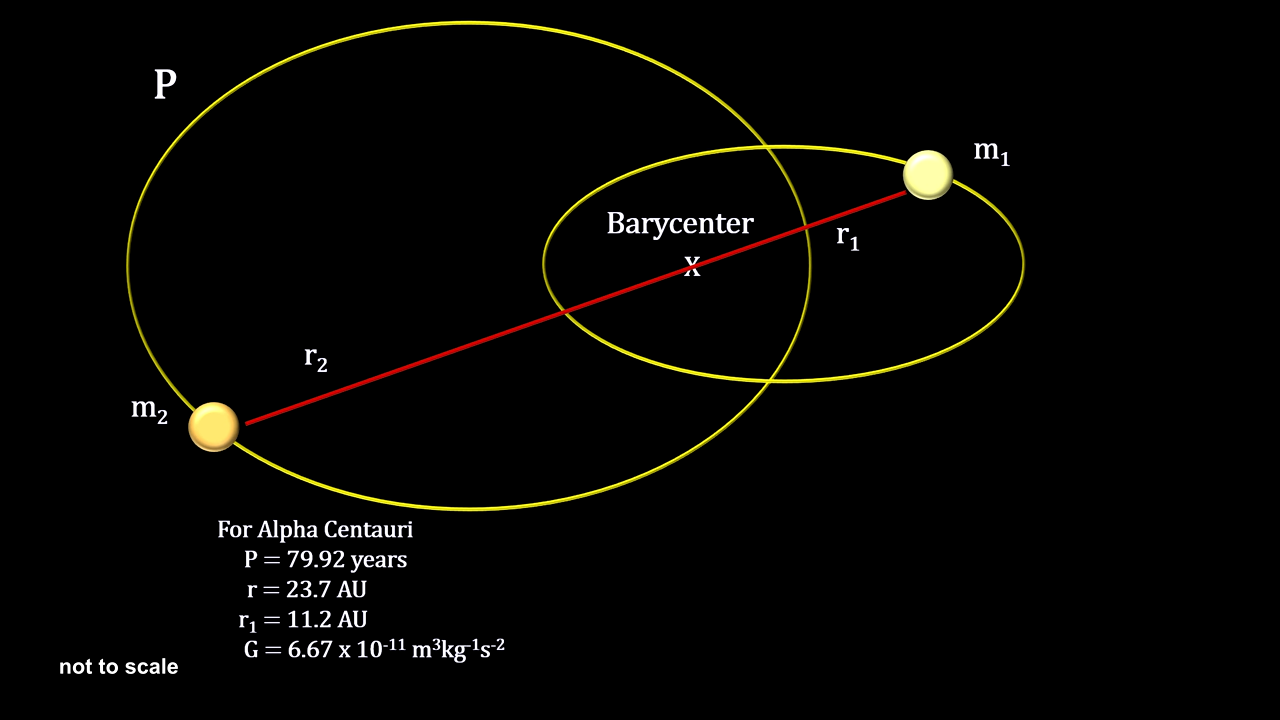 P
m₁
Barycenter
r₁
x
r₂
m₂
For Alpha Centauri
P = 79.92 years
r = 23.7 AU
r₁ = 11.2 AU
G = 6.67 x 10⁻¹¹ m³kg⁻¹s⁻²
not to scale